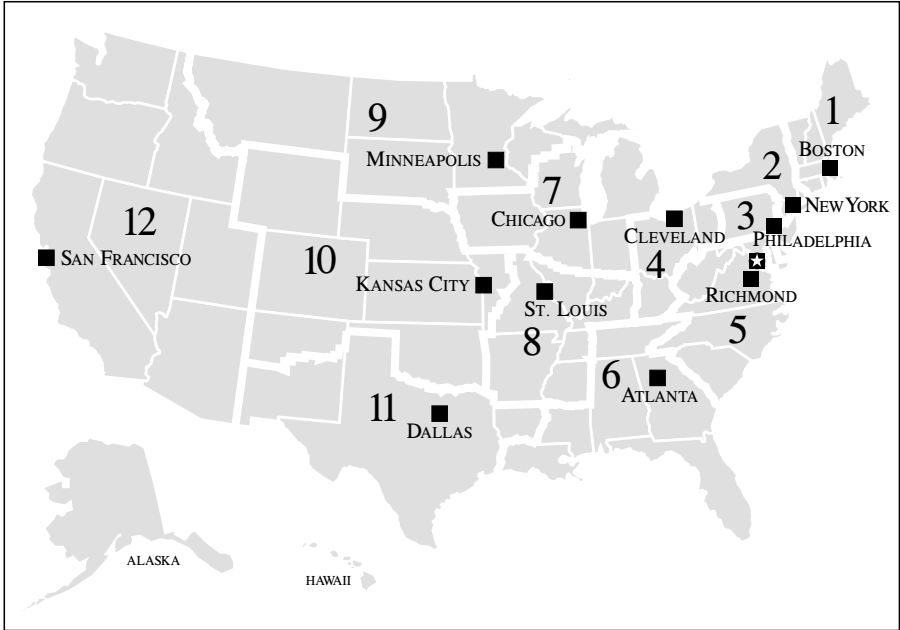 1
BOSTON
9
2
MINNEAPOLIS
7
NEW YORK
3
CHICAGO
12
CLEVELAND
PHILADELPHIA
SAN FRANCISCO
10
4
KANSAS CITY
RICHMOND
ST. LOUIS
5
8
6
ATLANTA
11
DALLAS
ALASKA
HAWAII